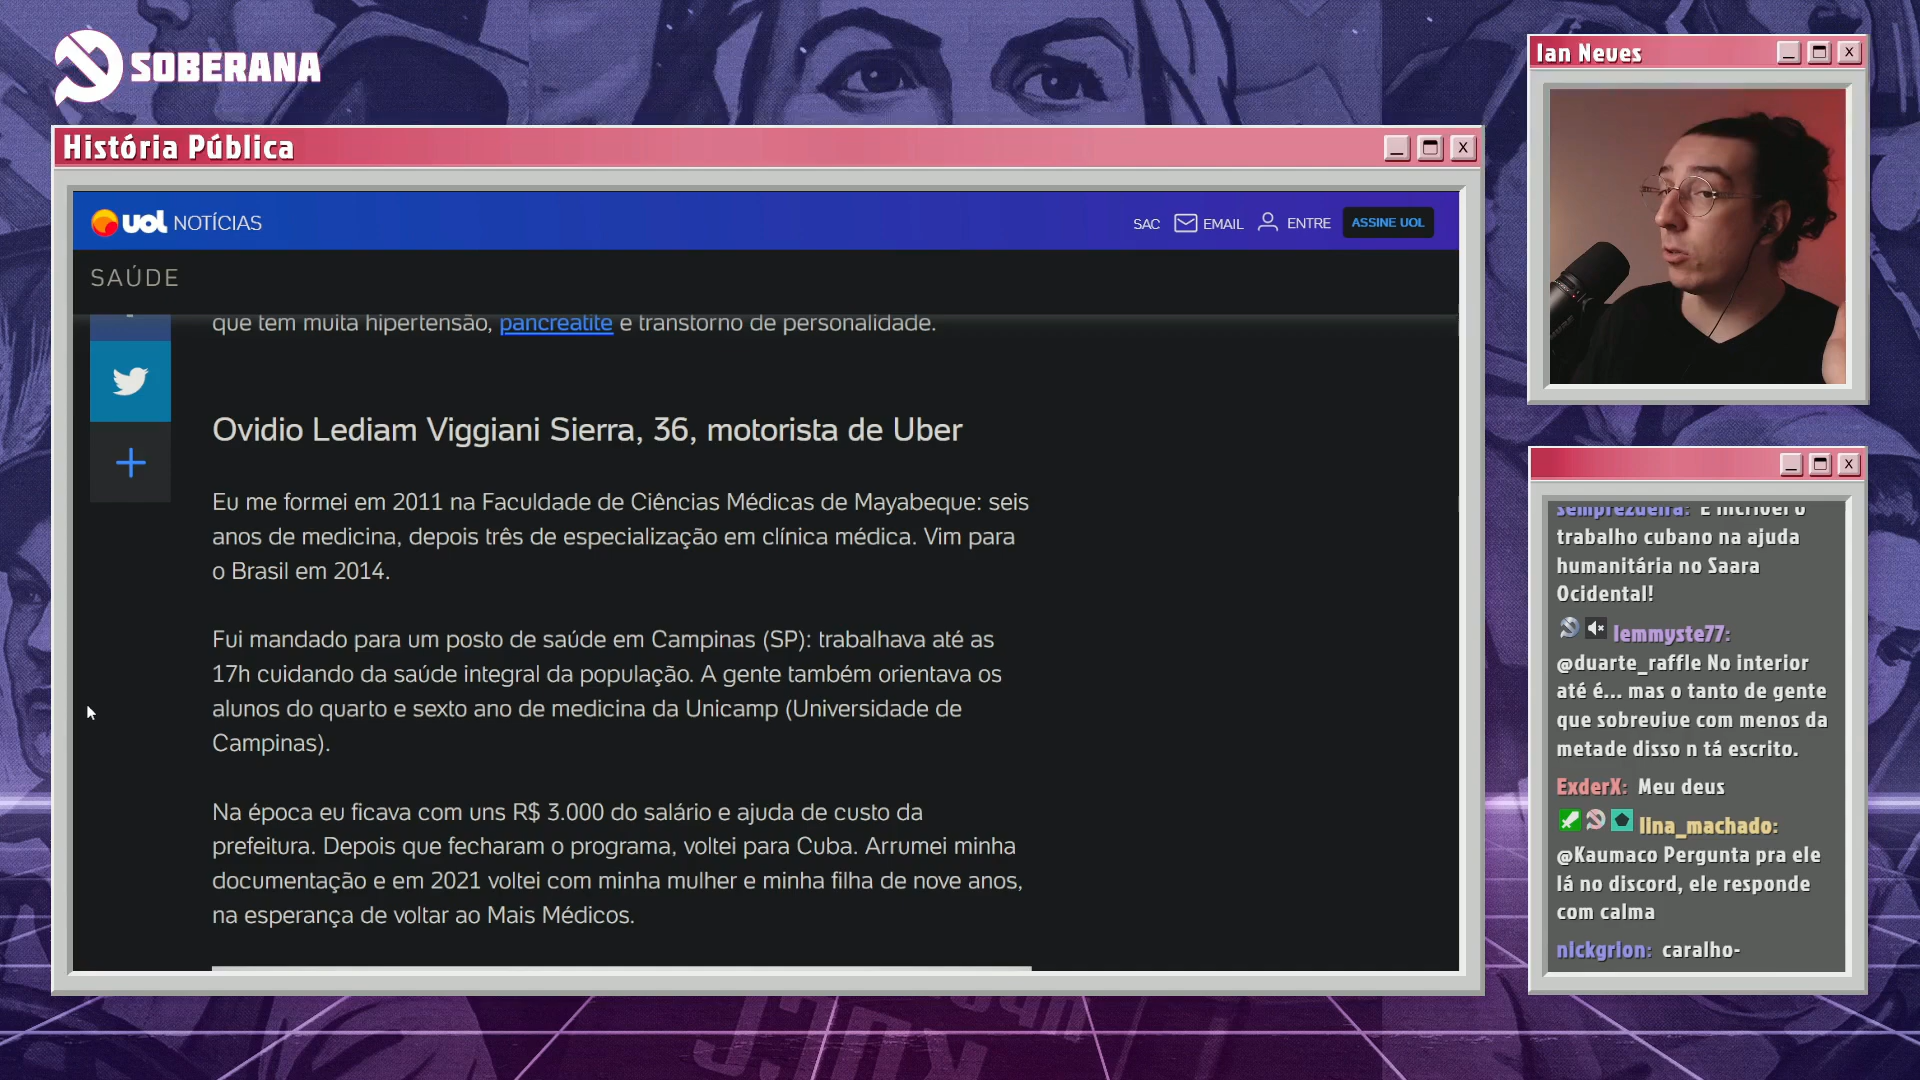 SOBERANA
História Pública
uol NOTÍCIAS
SAC EMAIL ENTRE ASSINE UOL
SAÚDE
que tem muita hipertensão, pancreatite e transtorno de personalidade.
Ovidio Lediam Viggiani Sierra, 36, motorista de Uber
Eu me formei em 2011 na Faculdade de Ciências Médicas de Mayabeque: seis
anos de medicina, depois três de especialização em clínica médica. Vim para
o Brasil em 2014.
Fui mandado para um posto de saúde em Campinas (SP): trabalhava até as
17h cuidando da saúde integral da população. A gente também orientava os
alunos do quarto e sexto ano de medicina da Unicamp (Universidade de
Campinas).
Na época eu ficava com uns R$ 3.000 do salário e ajuda de custo da
prefeitura. Depois que fecharam o programa, voltei para Cuba. Arrumei minha
documentação e em 2021 voltei com minha mulher e minha filha de nove anos,
na esperança de voltar ao Mais Médicos.
Ian Neves
semprezueira: É incrível o
trabalho cubano na ajuda
humanitária no Saara
Ocidental!
lemmyste77:
@duarte_raffle No interior
até é... mas o tanto de gente
que sobrevive com menos da
metade disso n tá escrito.
ExderX: Meu deus
lina_machado:
@Kaumaco Pergunta pra ele
lá no discord, ele responde
com calma
nickgrion: caralho-